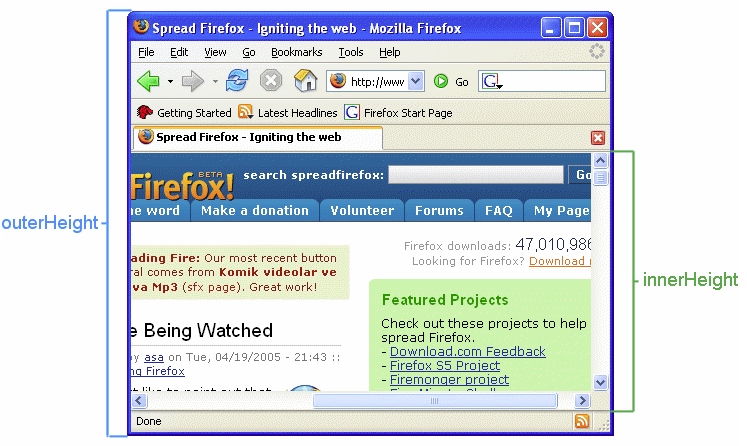 Spread Firefox - Igniting the web - Mozilla Firefox
File Edit View Go Bookmarks Tools Help
http://www Go G
Getting Started Latest Headlines G Firefox Start Page
Spread Firefox - Igniting the web
BETA
Firefox! search spreadfirefox: Go
he word Make a donation Volunteer Forums FAQ My Page
outerHeight
ading Fire: Our most recent button
ral comes from Komik videolar ve
va Mp3 (sfx page). Great work!
Firefox downloads: 47,010,986
Looking for Firefox? Download
innerHeight
Featured Projects
Check out these projects to help
spread Firefox.
- Download.com Feedback
- Firefox S5 Project
- Firemonger project
e Being Watched
by asa on Tue, 04/19/2005 - 21:43 ::
ng Firefox
Done